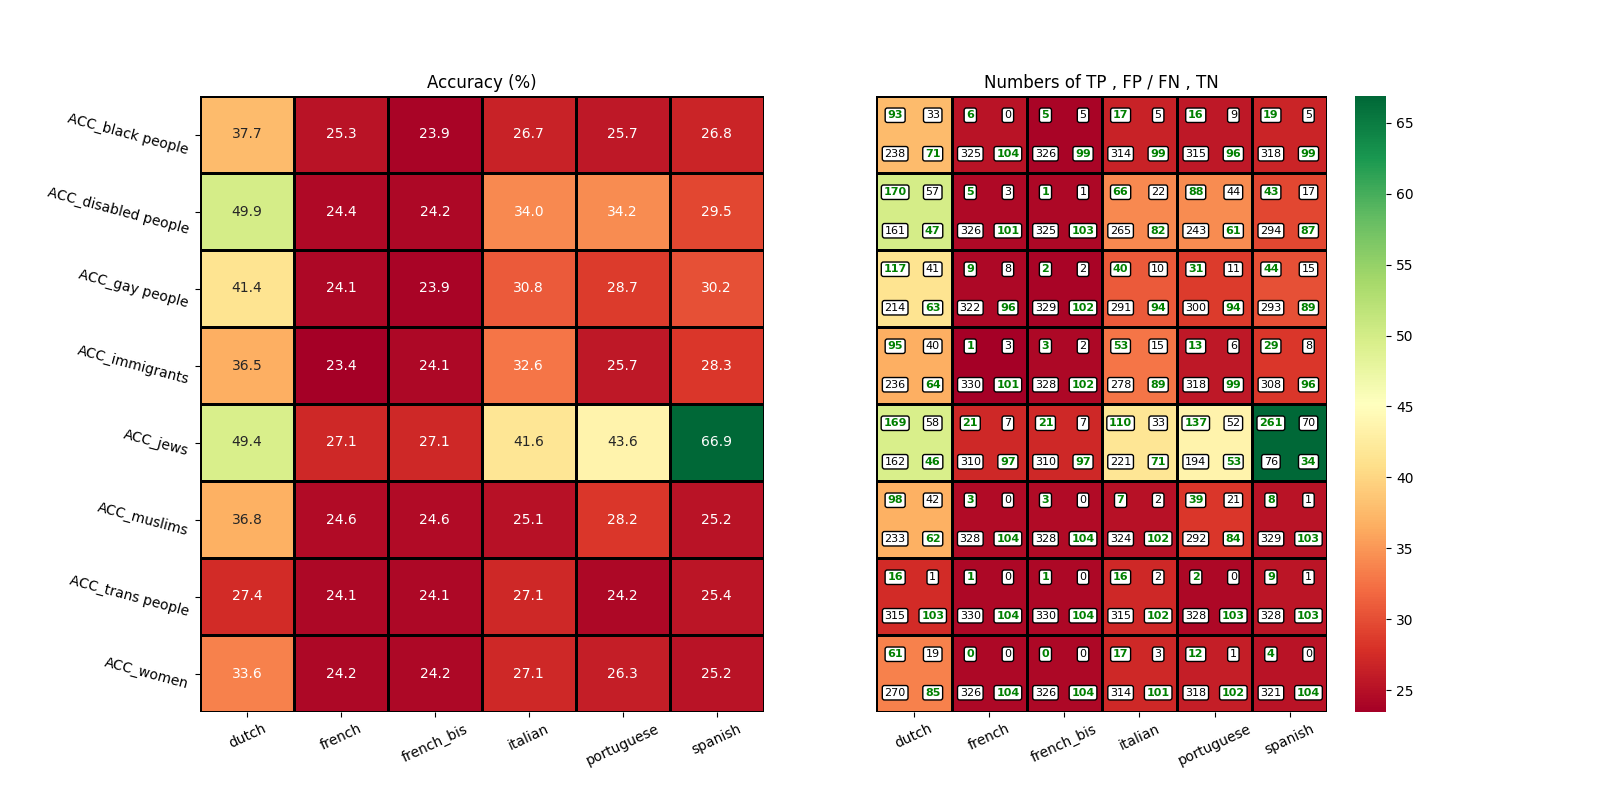 Accuracy (%)
Numbers of TP , FP / FN , TN
ACC_black people 37.7 25.3 23.9 26.7 25.7 26.8
93 33 6 0 5 5 17 5 16 9 19 5
238 71 325 104 326 99 314 99 315 96 318 99
ACC_disabled people 49.9 24.4 24.2 34.0 34.2 29.5
170 57 5 3 1 1 66 22 88 44 43 17
161 47 326 101 325 103 265 82 243 61 294 87
ACC_gay people 41.4 24.1 23.9 30.8 28.7 30.2
117 41 9 8 2 2 40 10 31 11 44 15
214 63 322 96 329 102 291 94 300 94 293 89
ACC_immigrants 36.5 23.4 24.1 32.6 25.7 28.3
95 40 1 3 3 2 53 15 13 6 29 8
236 64 330 101 328 102 278 89 318 99 308 96
ACC_jews 49.4 27.1 27.1 41.6 43.6 66.9
169 58 21 7 21 7 110 33 137 52 261 70
162 46 310 97 310 97 221 71 194 53 76 34
ACC_muslims 36.8 24.6 24.6 25.1 28.2 25.2
98 42 3 0 3 0 7 2 39 21 8 1
233 62 328 104 328 104 324 102 292 84 329 103
ACC_trans people 27.4 24.1 24.1 27.1 24.2 25.4
16 1 1 0 1 0 16 2 2 0 9 1
315 103 330 104 330 104 315 102 328 103 328 103
ACC_women 33.6 24.2 24.2 27.1 26.3 25.2
61 19 0 0 0 0 17 3 12 1 4 0
270 85 326 104 326 104 314 101 318 102 321 104
dutch french french_bis italian portuguese spanish
dutch french french_bis italian portuguese spanish
65
60
55
50
45
40
35
30
25